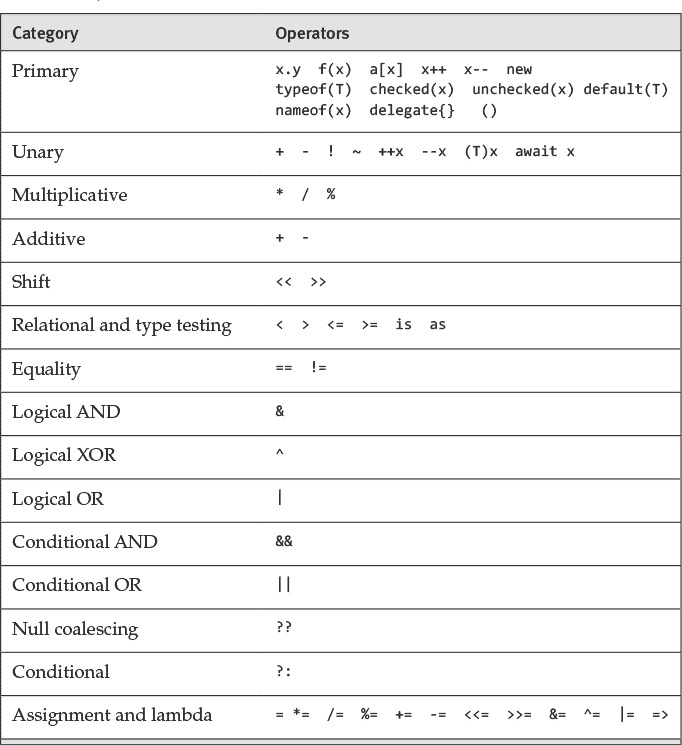 Category Operators
Primary x.y f(x) a[x] x++ x-- new
typeof(T) checked(x) unchecked(x) default(T)
nameof(x) delegate{} ()
Unary + - ! ~ ++x --x (T)x await x
Multiplicative * / %
Additive + -
Shift << >>
Relational and type testing < > <= >= is as
Equality == !=
Logical AND &
Logical XOR ^
Logical OR |
Conditional AND &&
Conditional OR ||
Null coalescing ??
Conditional ?:
Assignment and lambda = *= /= %= += -= <<= >>= &= ^= |= =>